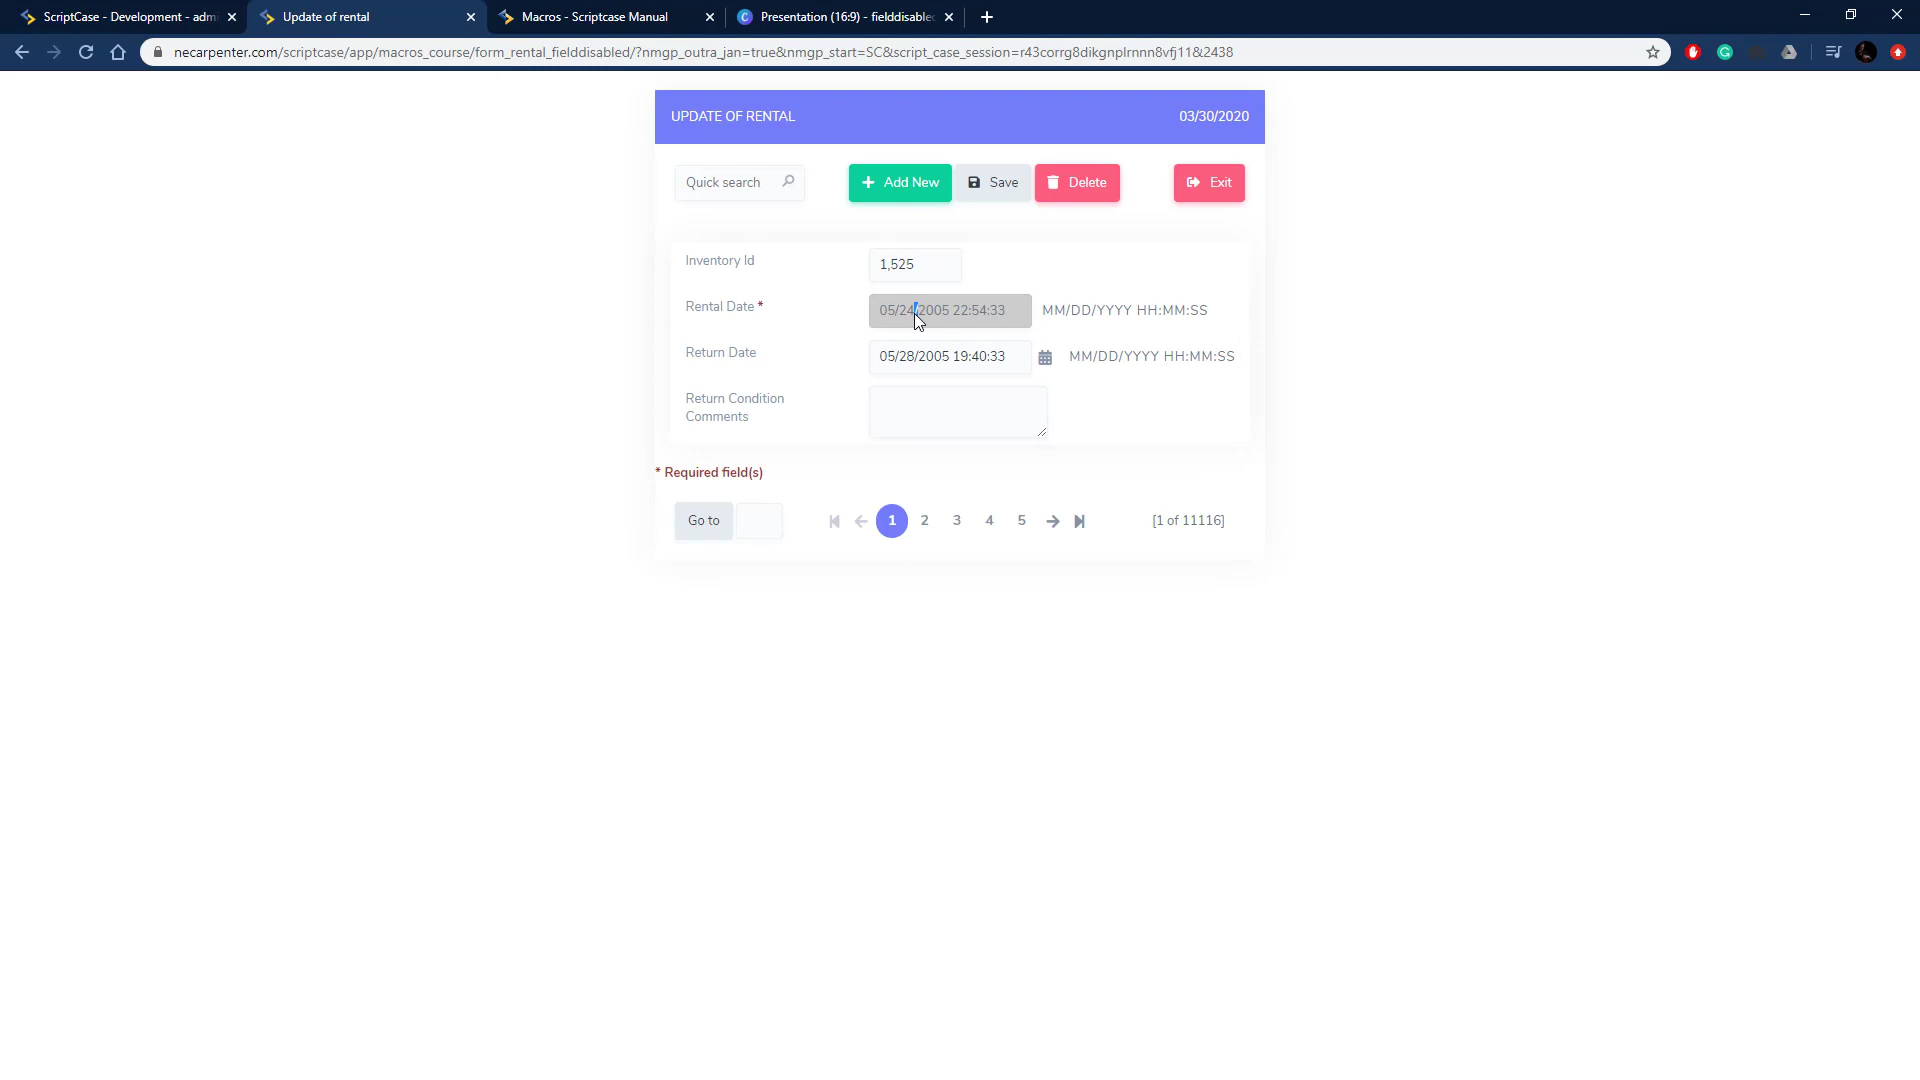 ScriptCase - Development - adm
Update of rental
Macros - Scriptcase Manual
Presentation (16:9) - fielddisable
necarpenter.com/scriptcase/app/macros_course/form_rental_fielddisabled/?nmgp_outra_jan=true&nmgp_start=SC&script_case_session=r43corrg8dikgnplrnnn8vfj11&2438
UPDATE OF RENTAL 03/30/2020
Quick search Add New Save Delete Exit
Inventory Id 1,525
Rental Date * 05/24/2005 22:54:33 MM/DD/YYYY HH:MM:SS
Return Date 05/28/2005 19:40:33 MM/DD/YYYY HH:MM:SS
Return Condition
Comments
* Required field(s)
Go to 1 2 3 4 5 [1 of 11116]